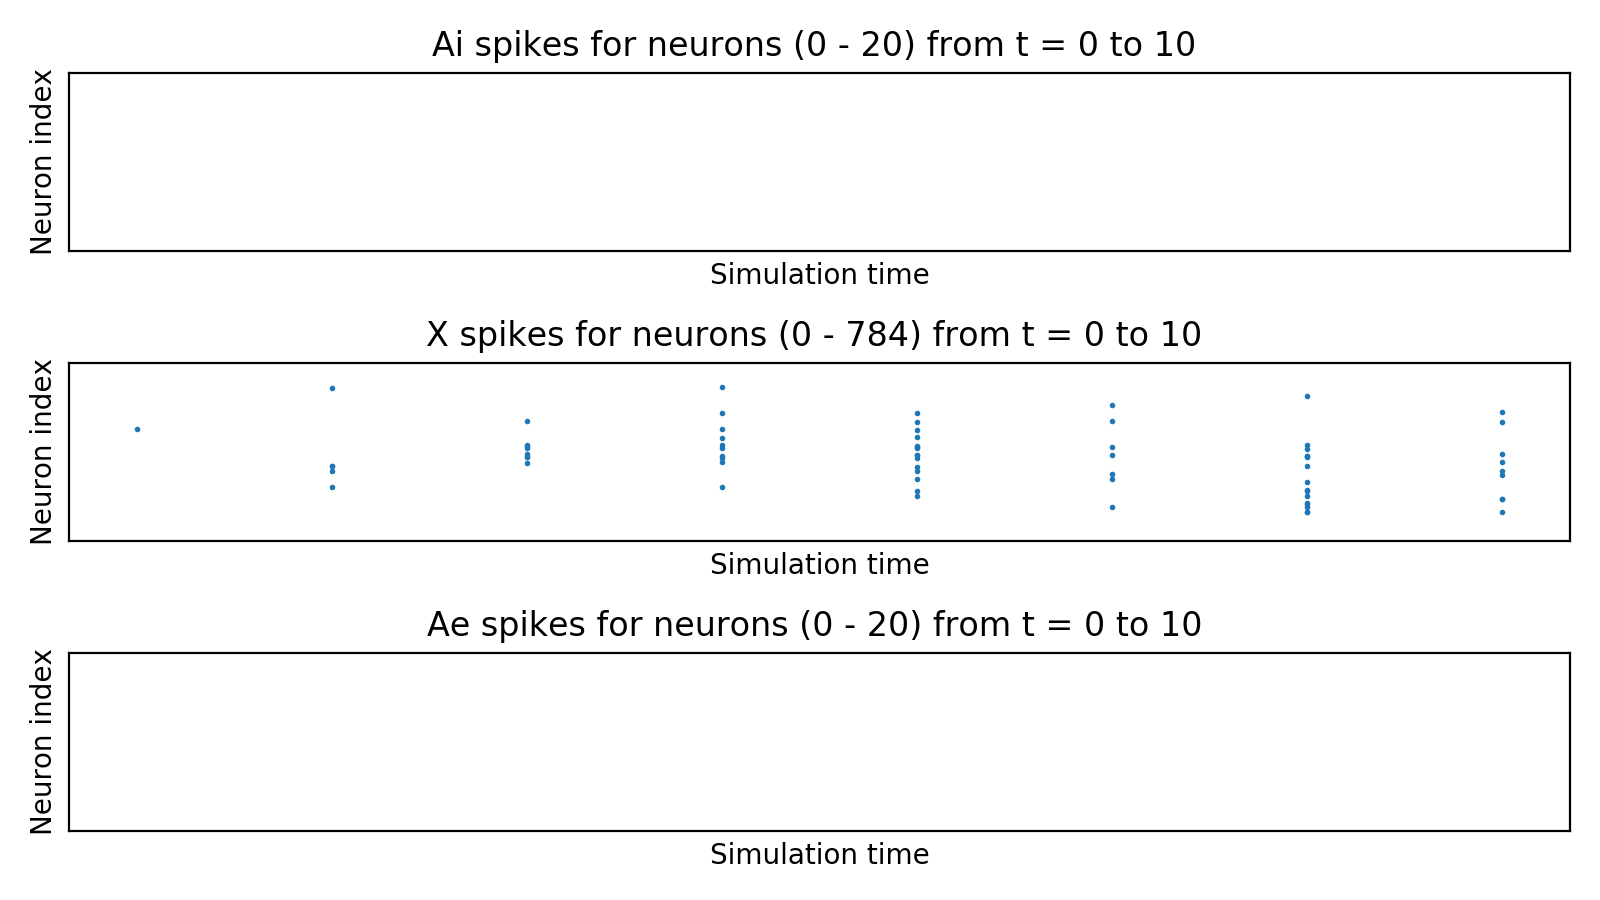 Ai spikes for neurons (0 - 20) from t = 0 to 10
Neuron index
Simulation time
X spikes for neurons (0 - 784) from t = 0 to 10
Neuron index
Simulation time
Ae spikes for neurons (0 - 20) from t = 0 to 10
Neuron index
Simulation time